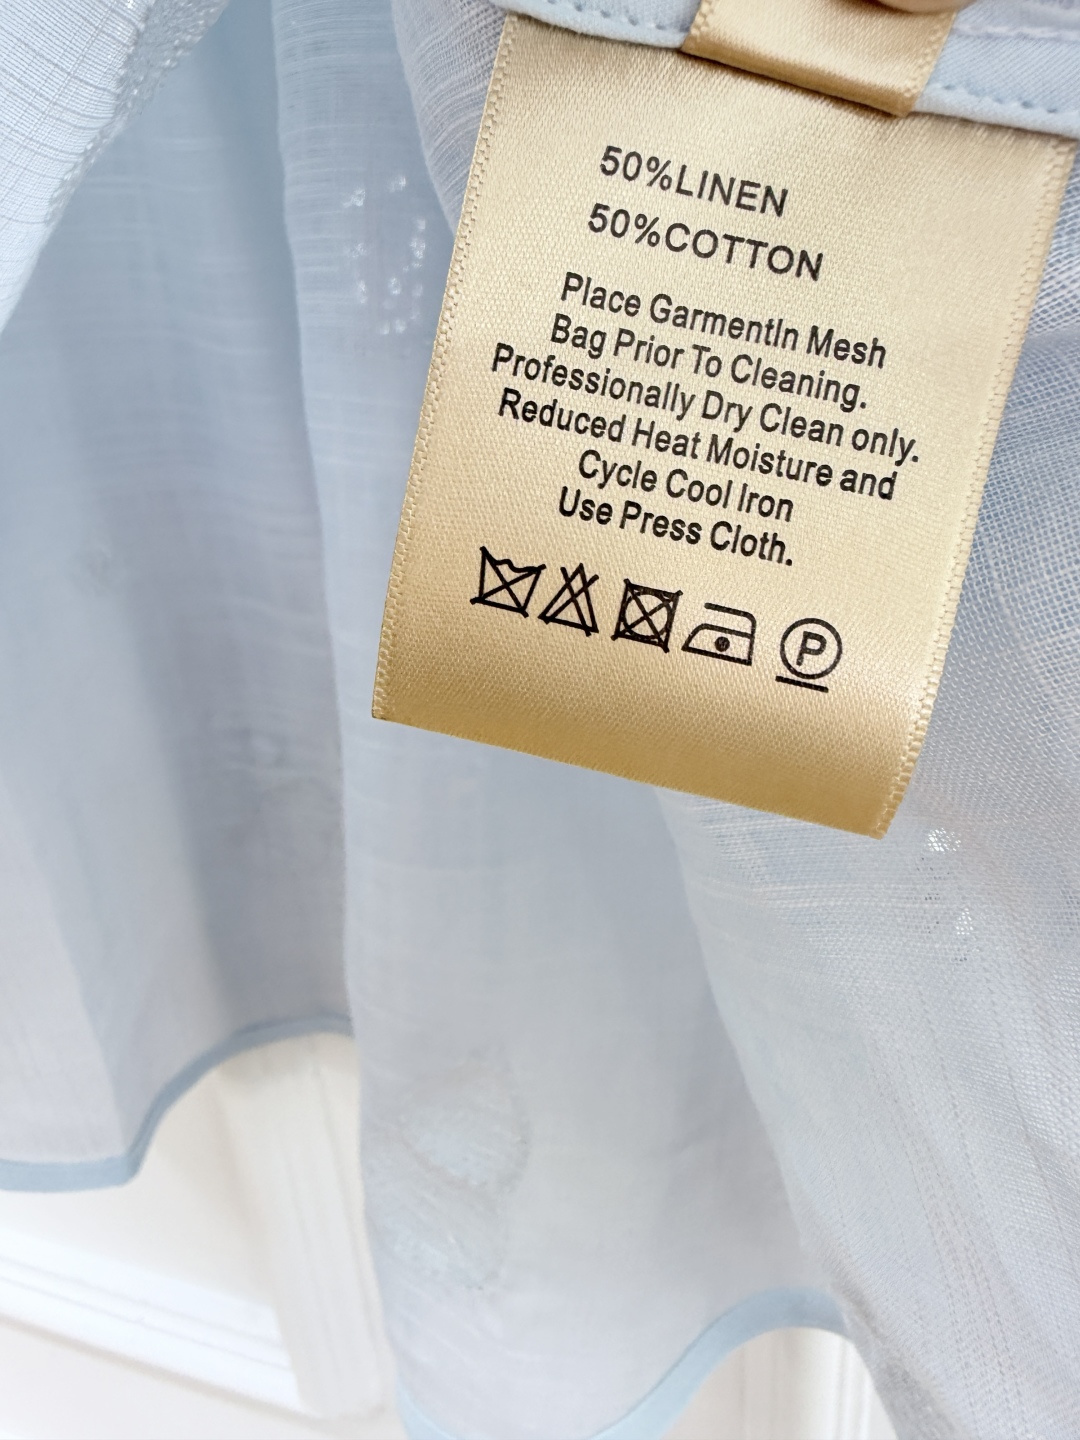 50%LINEN
50%COTTON
Place GarmentIn Mesh
Bag Prior To Cleaning.
Professionally Dry Clean only.
Reduced Heat Moisture and
Cycle Cool Iron
Use Press Cloth.
P